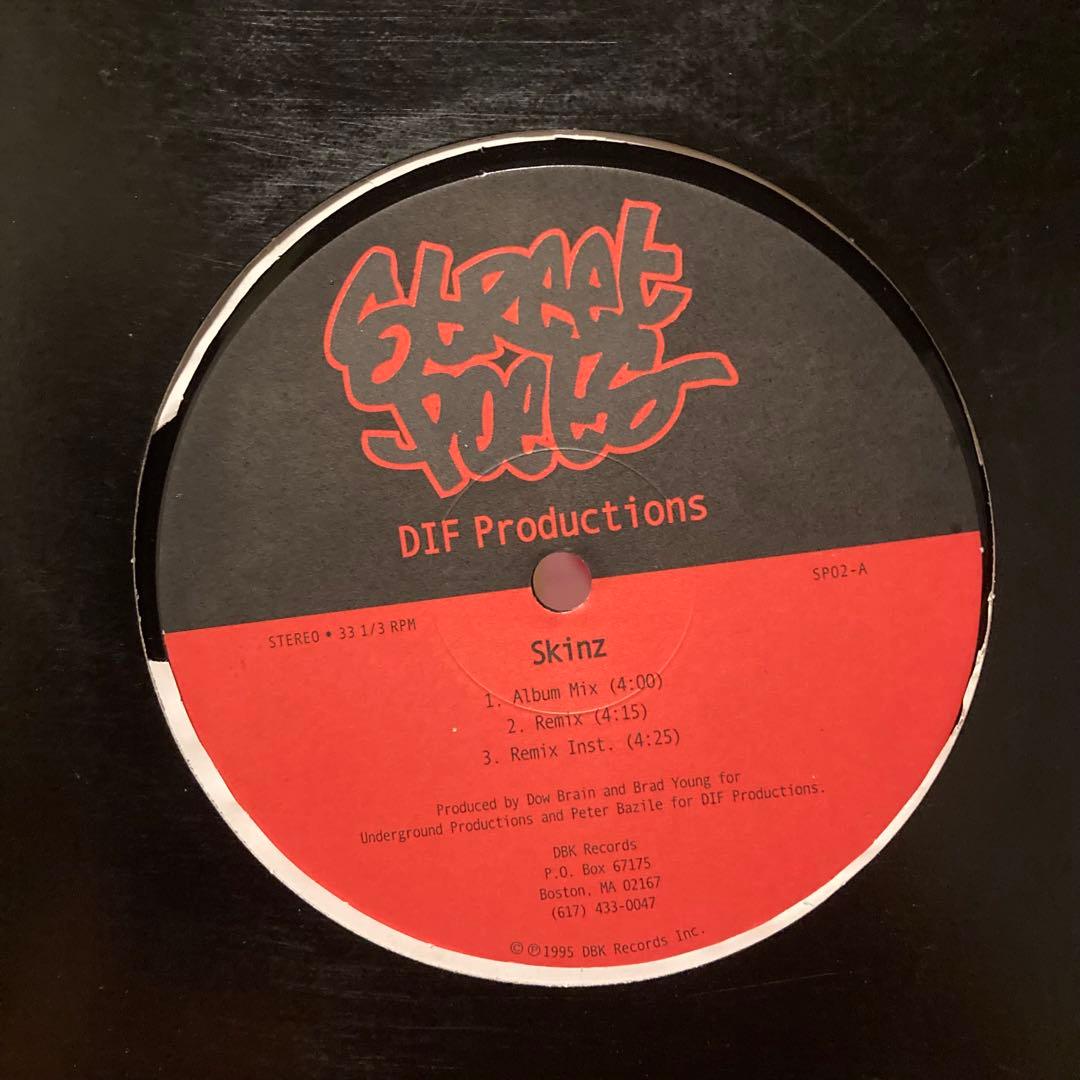 Street
Poets
DIF Productions
SP02-A
STEREO • 33 1/3 RPM
Skinz
1. Album Mix (4:00)
2. Remix (4:15)
3. Remix Inst. (4:25)
Produced by Dow Brain and Brad Young for
Underground Productions and Peter Bazile for DIF Productions.
DBK Records
P.O. Box 67175
Boston, MA 02167
(617) 433-0047
© ℗ 1995 DBK Records Inc.